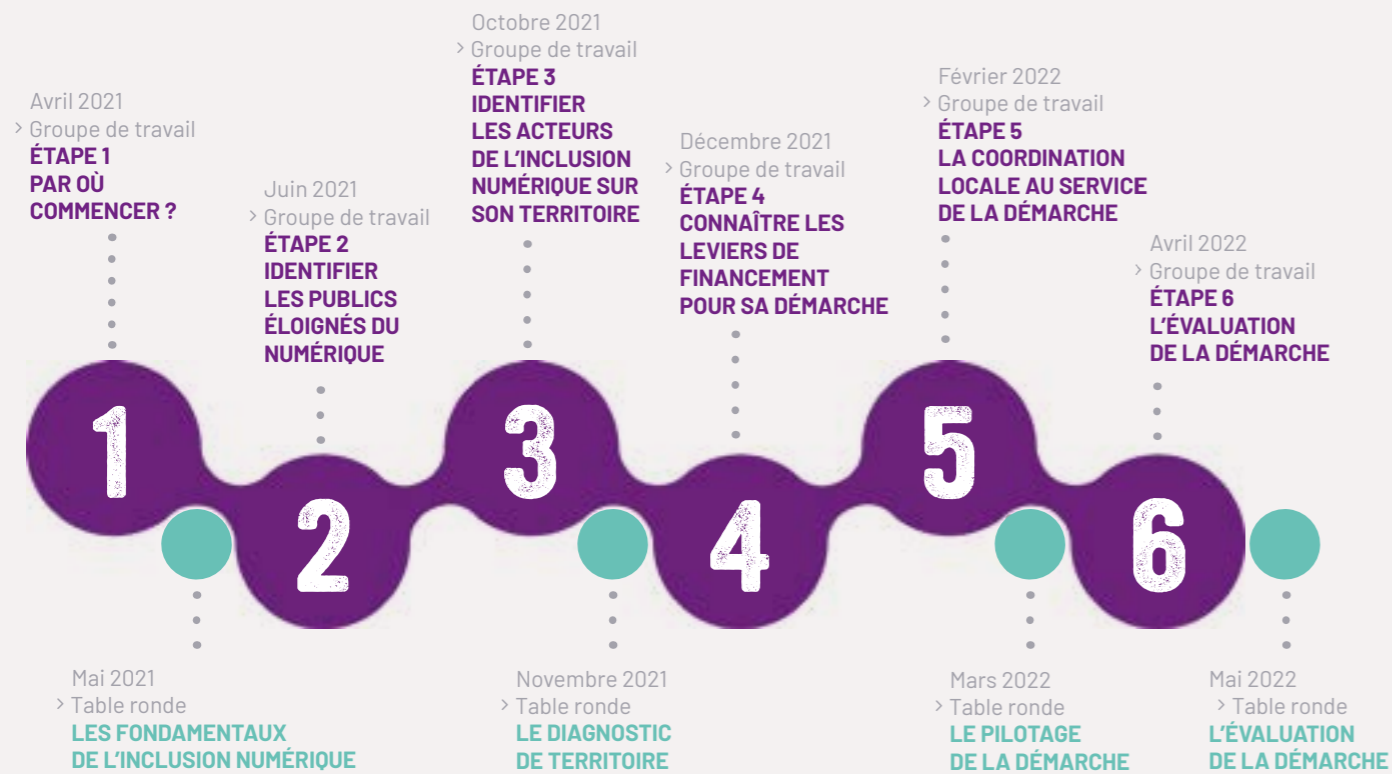 Avril 2021
> Groupe de travail
ÉTAPE 1
PAR OÙ
COMMENCER ?
Juin 2021
> Groupe de travail
ÉTAPE 2
IDENTIFIER
LES PUBLICS
ÉLOIGNÉS DU
NUMÉRIQUE
Octobre 2021
> Groupe de travail
ÉTAPE 3
IDENTIFIER
LES ACTEURS
DE L'INCLUSION
NUMÉRIQUE SUR
SON TERRITOIRE
Décembre 2021
> Groupe de travail
ÉTAPE 4
CONNAÎTRE LES
LEVIERS DE
FINANCEMENT
POUR SA DÉMARCHE
Février 2022
> Groupe de travail
ÉTAPE 5
LA COORDINATION
LOCALE AU SERVICE
DE LA DÉMARCHE
Avril 2022
> Groupe de travail
ÉTAPE 6
L'ÉVALUATION
DE LA DÉMARCHE
1
2
3
4
5
6
Mai 2021
> Table ronde
LES FONDAMENTAUX
DE L'INCLUSION NUMÉRIQUE
Novembre 2021
> Table ronde
LE DIAGNOSTIC
DE TERRITOIRE
Mars 2022
> Table ronde
LE PILOTAGE
DE LA DÉMARCHE
Mai 2022
> Table ronde
L'ÉVALUATION
DE LA DÉMARCHE